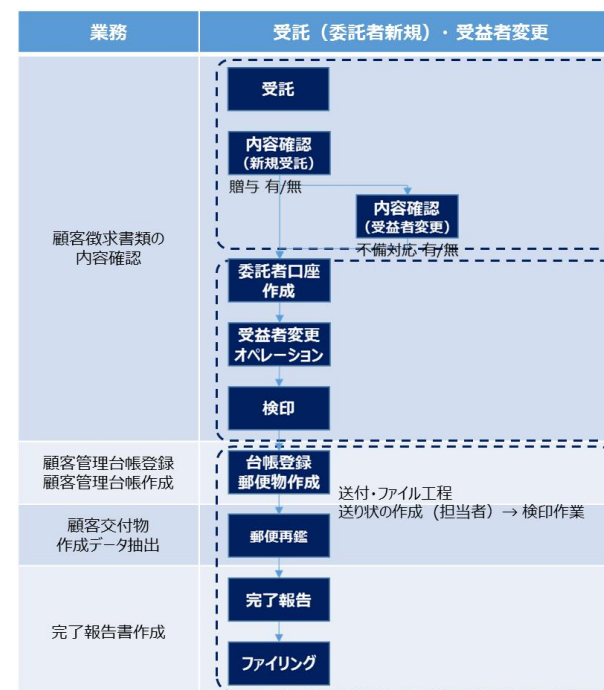 業務
受託（委託者新規）・受益者変更
顧客徴求書類の
内容確認
受託
内容確認
（新規受託）
贈与 有/無
内容確認
（受益者変更）
不備対応 有/無
委託者口座
作成
受益者変更
オペレーション
検印
顧客管理台帳登録
顧客管理台帳作成
台帳登録
郵便物作成
送付・ファイル工程
送り状の作成（担当者）→ 検印作業
顧客交付物
作成データ抽出
郵便再鑑
完了報告書作成
完了報告
ファイリング